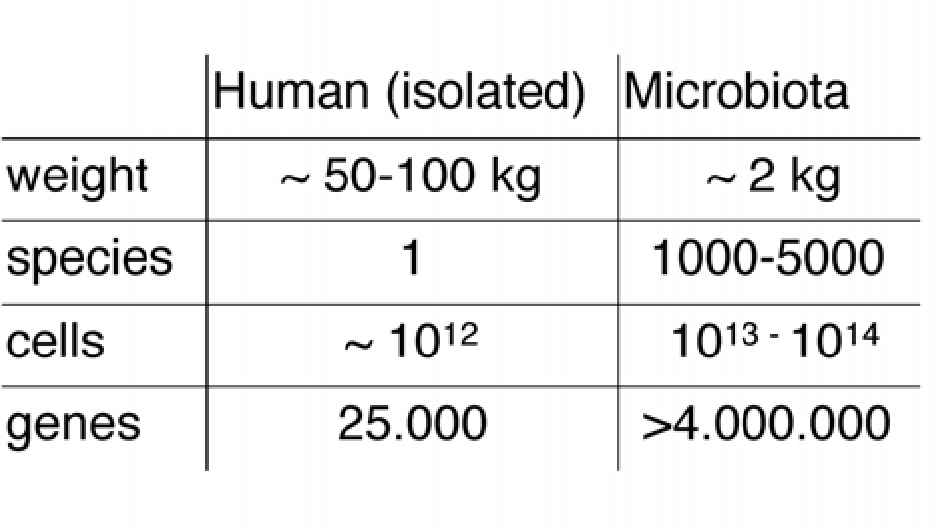 Human (isolated) Microbiota
weight ~ 50-100 kg ~ 2 kg
species 1 1000-5000
cells ~ 10¹² 10¹³ - 10¹⁴
genes 25.000 >4.000.000